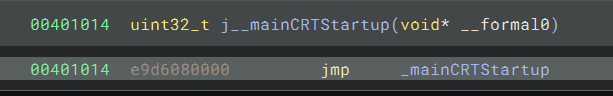 00401014 uint32_t j__mainCRTStartup(void* __formal0)
00401014 e9d6080000 jmp _mainCRTStartup